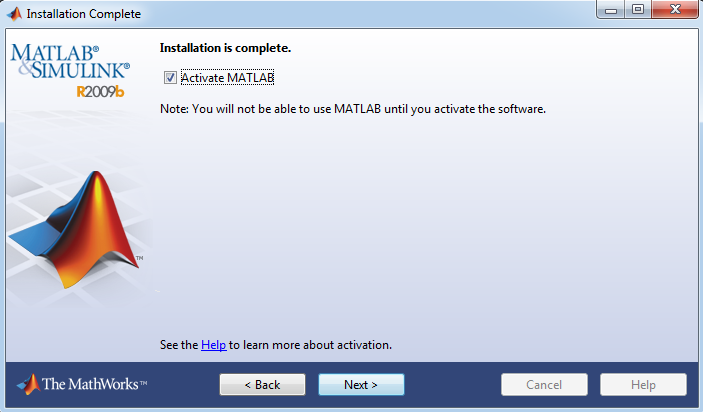 Installation Complete
MATLAB®
&SIMULINK®
R2009b
Installation is complete.
Activate MATLAB
Note: You will not be able to use MATLAB until you activate the software.
TM
See the Help to learn more about activation.
The MathWorks™
< Back
Next >
Cancel
Help